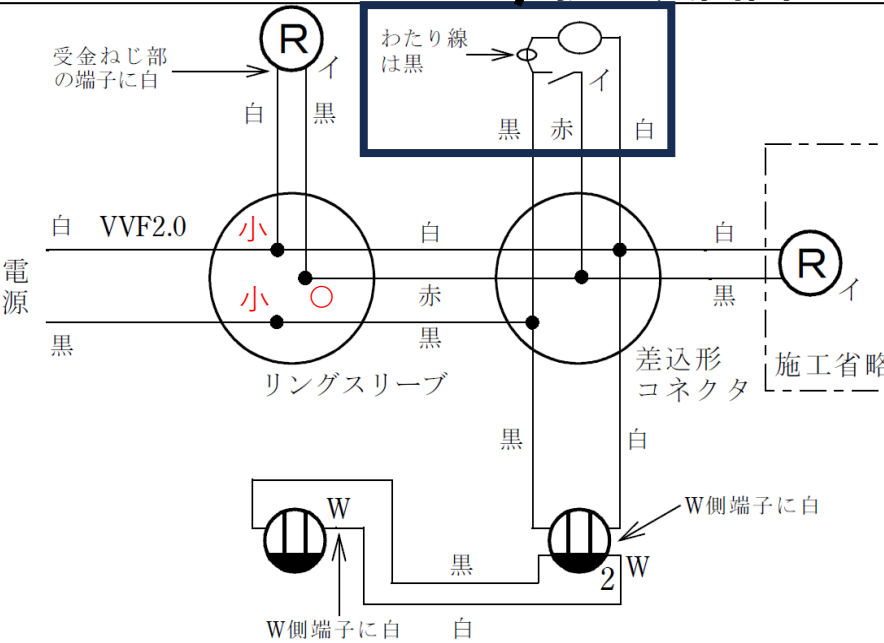 受金ねじ部
の端子に白
R
イ
白
黒
わたり線
は黒
イ
黒
赤
白
白
VVF2.0
小
白
白
R
イ
電源
小
○
赤
黒
黒
黒
リングスリーブ
差込形
コネクタ
施工省略
黒
白
W
W側端子に白
2
W
黒
W側端子に白
白